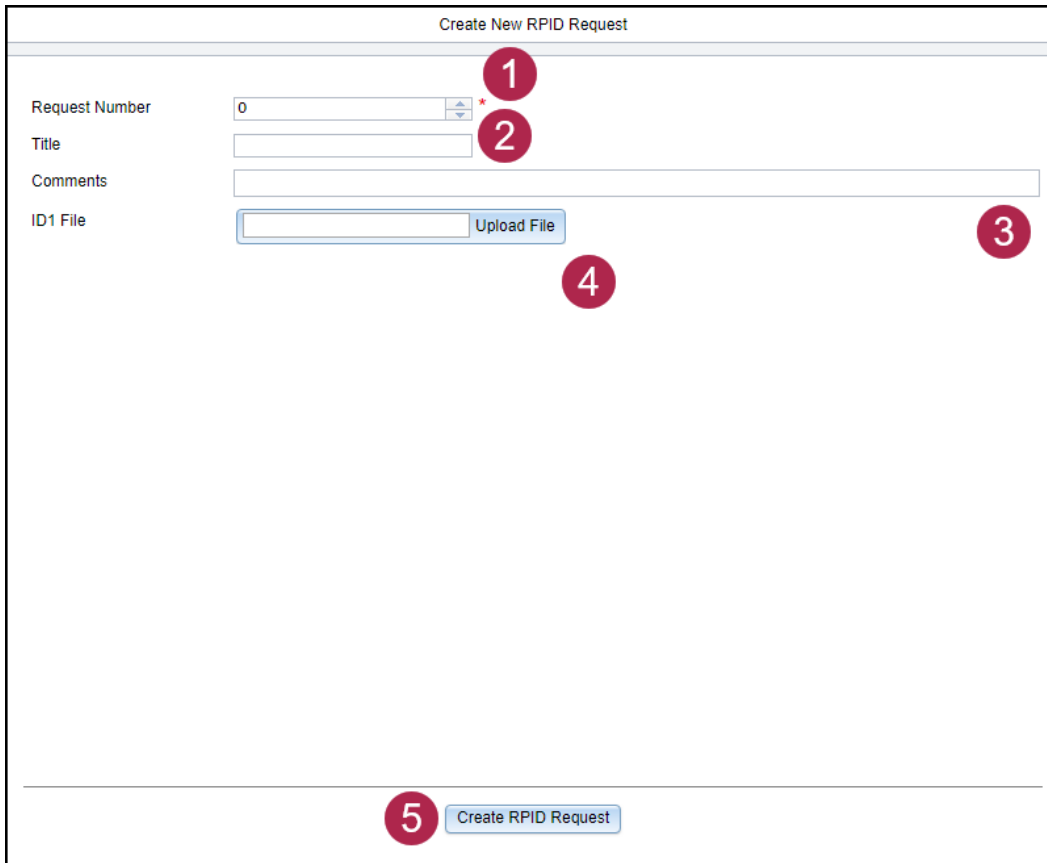 Create New RPID Request
1
Request Number 0 *
2
Title
Comments
3
ID1 File Upload File
4
5 Create RPID Request